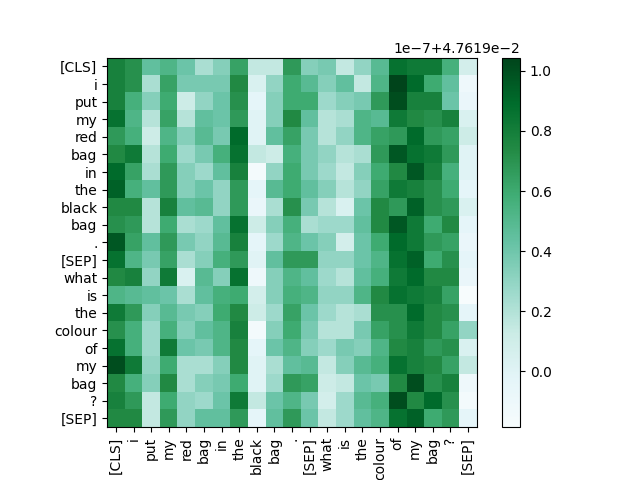 1e-7+4.7619e-2
[CLS]
i
put
my
red
bag
in
the
black
bag
.
[SEP]
what
is
the
colour
of
my
bag
?
[SEP]
1.0
0.8
0.6
0.4
0.2
0.0
[CLS] i put my red bag in the black bag . [SEP] what is the colour of my bag ? [SEP]